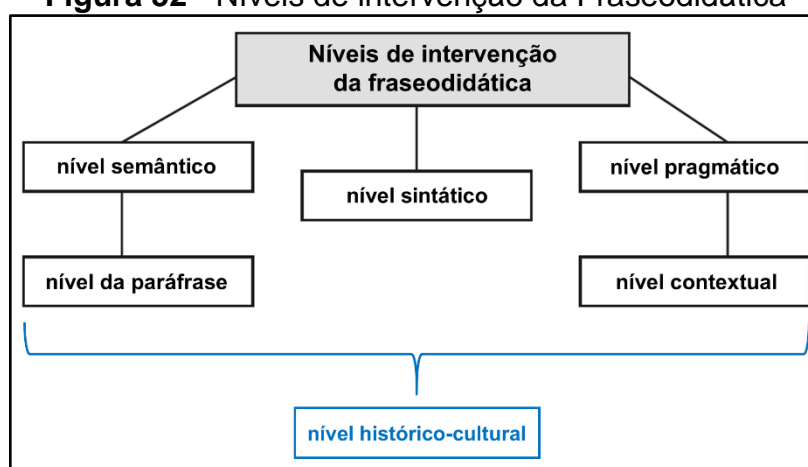 Figura 32 - Níveis de intervenção da Fraseodidática
Níveis de intervenção
da fraseodidática
nível semântico
nível sintático
nível pragmático
nível da paráfrase
nível contextual
nível histórico-cultural